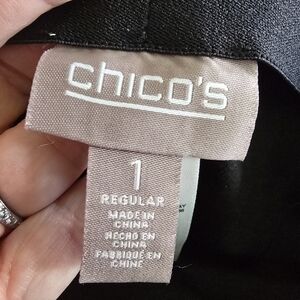 chico's
1
REGULAR
MADE IN
CHINA
HECHO EN
CHINA
FABRIQUÉ EN
CHINE